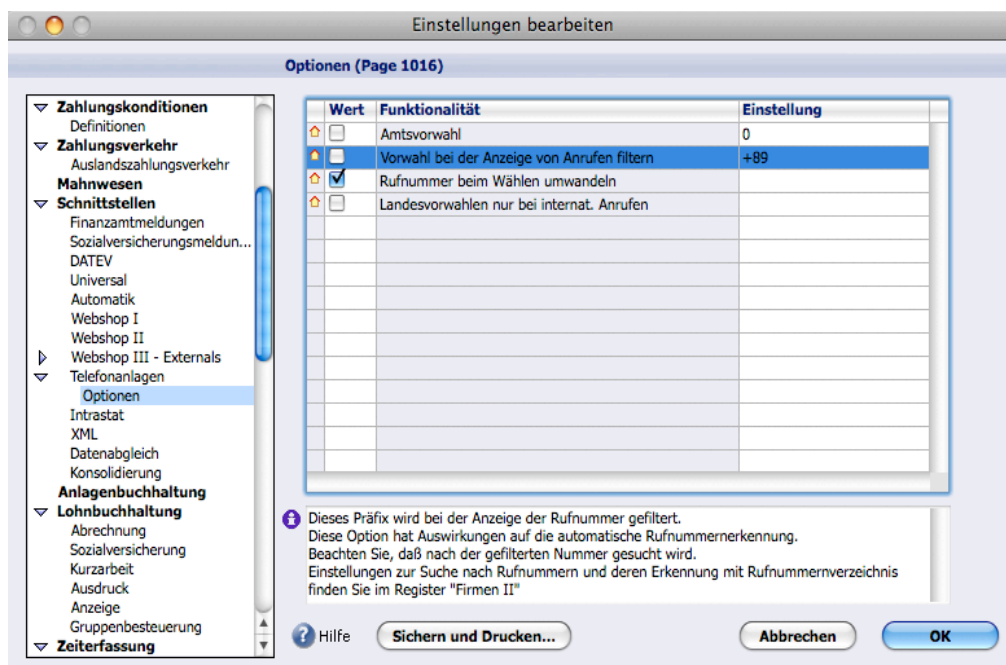 Einstellungen bearbeiten
Optionen (Page 1016)
Zahlungskonditionen
Definitionen
Zahlungsverkehr
Auslandszahlungsverkehr
Mahnwesen
Schnittstellen
Finanzamtmeldungen
Sozialversicherungsmeldun...
DATEV
Universal
Automatik
Webshop I
Webshop II
Webshop III - Externals
Telefonanlagen
Optionen
Intrastat
XML
Datenabgleich
Konsolidierung
Anlagenbuchhaltung
Lohnbuchhaltung
Abrechnung
Sozialversicherung
Kurzarbeit
Ausdruck
Anzeige
Gruppenbesteuerung
Zeiterfassung
Wert Funktionalität Einstellung
Amtsvorwahl 0
Vorwahl bei der Anzeige von Anrufen filtern +89
Rufnummer beim Wählen umwandeln
Landesvorwahlen nur bei internat. Anrufen
Dieses Präfix wird bei der Anzeige der Rufnummer gefiltert.
Diese Option hat Auswirkungen auf die automatische Rufnummernerkennung.
Beachten Sie, daß nach der gefilterten Nummer gesucht wird.
Einstellungen zur Suche nach Rufnummern und deren Erkennung mit Rufnummernverzeichnis
finden Sie im Register "Firmen II"
? Hilfe Sichern und Drucken... Abbrechen OK